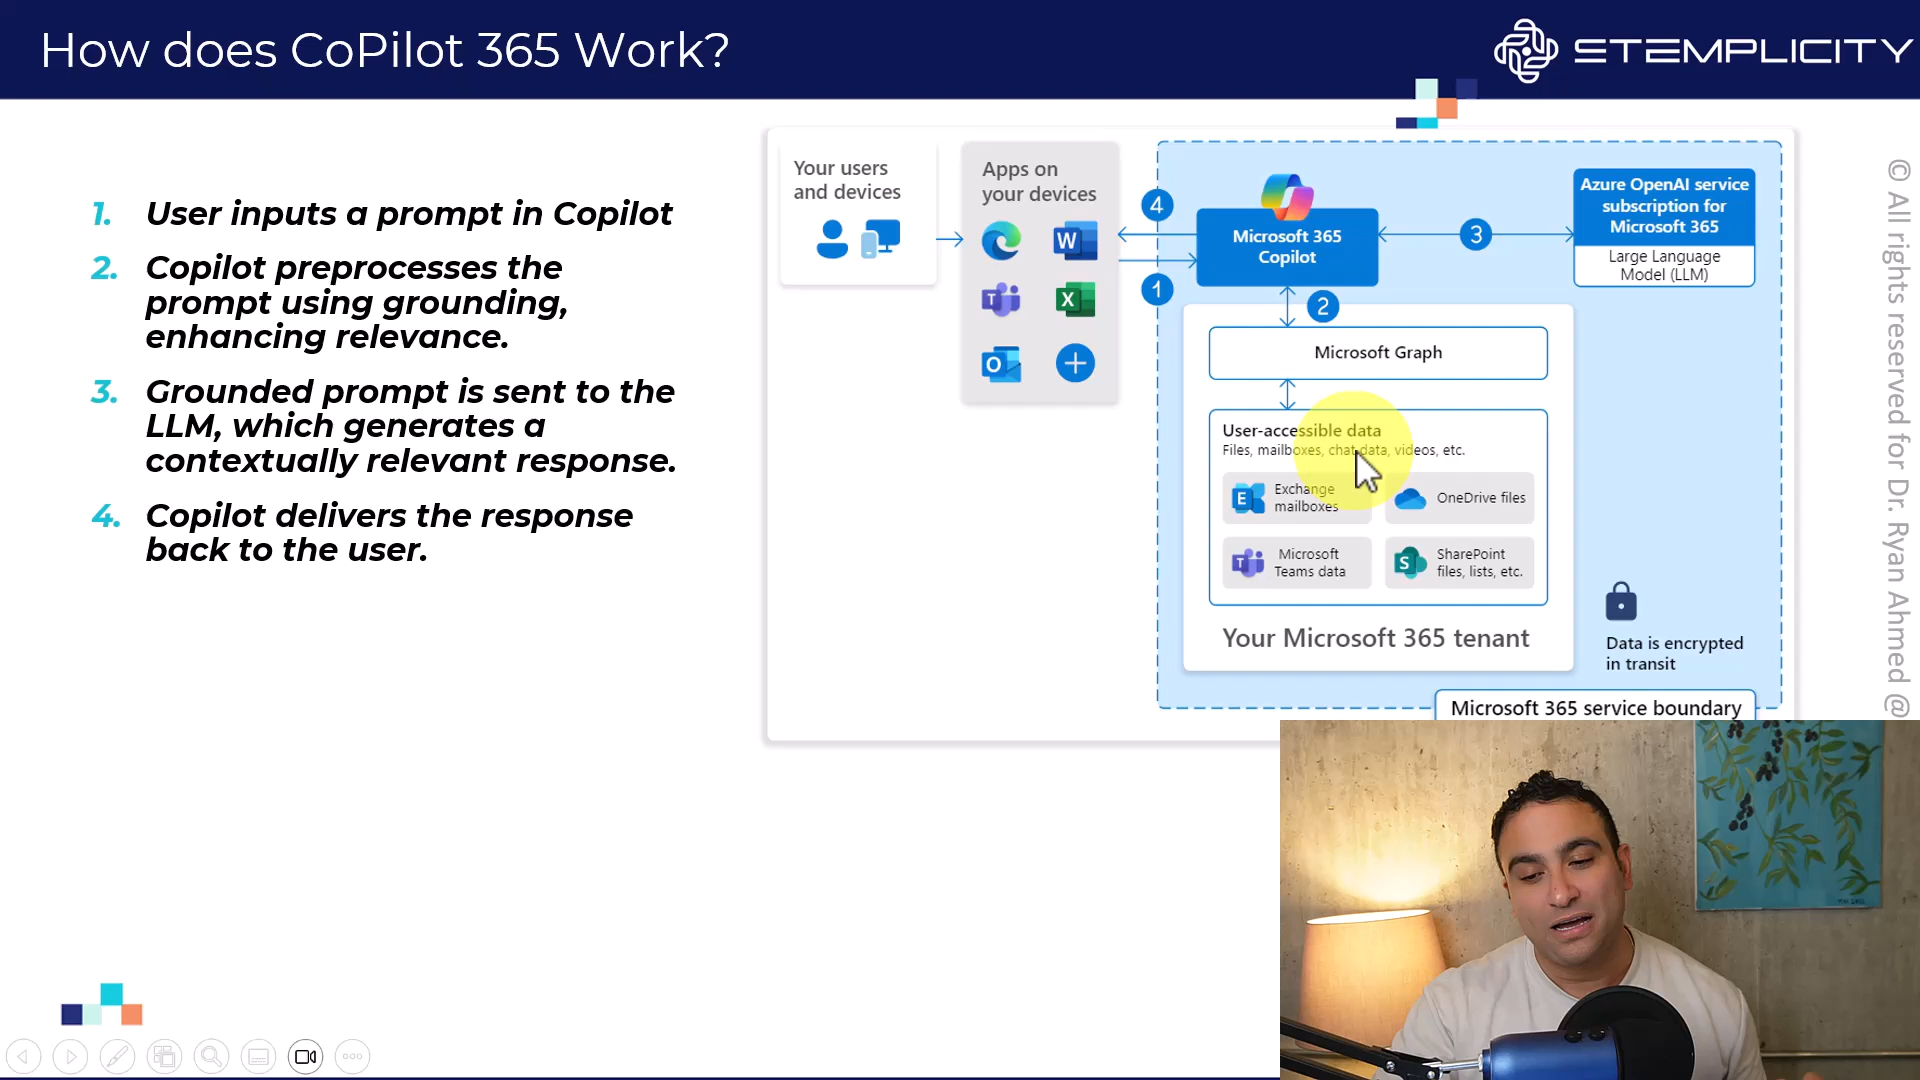 How does CoPilot 365 Work?
STEMPLICITY
1. User inputs a prompt in Copilot
2. Copilot preprocesses the
prompt using grounding,
enhancing relevance.
3. Grounded prompt is sent to the
LLM, which generates a
contextually relevant response.
4. Copilot delivers the response
back to the user.
Your users
and devices
Apps on
your devices
4
1
Microsoft 365
Copilot
3
2
Azure OpenAI service
subscription for
Microsoft 365
Large Language
Model (LLM)
Microsoft Graph
User-accessible data
Files, mailboxes, chat data, videos, etc.
Exchange
mailboxes
OneDrive files
Microsoft
Teams data
SharePoint
files, lists, etc.
Your Microsoft 365 tenant
Data is encrypted
in transit
Microsoft 365 service boundary
© All rights reserved for Dr. Ryan Ahmed @